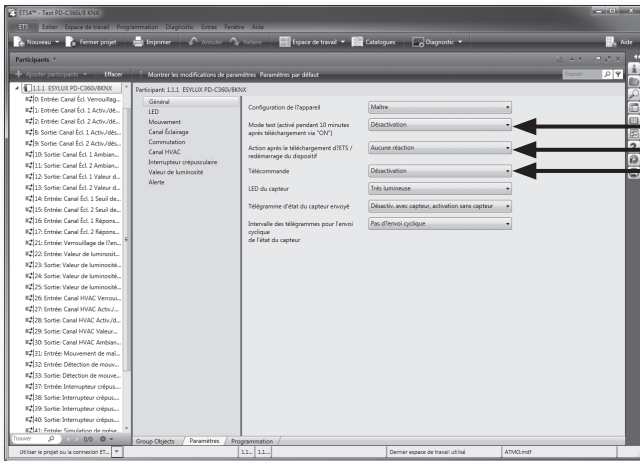 ETS4™ - Test PD-C360i/8 KNX
ETS Editer Espace de travail Programmation Diagnostic Extras Fenêtre Aide
Nouveau Fermer projet Imprimer Annuler Refaire Espace de travail Catalogues Diagnostic Aide
Participants
Ajouter participants Effacer Montrer les modifications de paramètres Paramètres par défaut Trouver
1.1.1 ESYLUX PD-C360i/8KNX
0: Entrée: Canal Écl. Verrouillag...
1: Entrée: Canal Écl. 1 Activ./dés...
2: Entrée: Canal Écl. 2 Activ./dés...
8: Sortie: Canal Écl. 1 Activ./dés...
9: Sortie: Canal Écl. 2 Activ./dés...
10: Sortie: Canal Écl. 1 Ambian...
11: Sortie: Canal Écl. 2 Ambian...
12: Sortie: Canal Écl. 1 Valeur d...
13: Sortie: Canal Écl. 2 Valeur d...
14: Entrée: Canal Écl. 1 Seuil de...
15: Entrée: Canal Écl. 2 Seuil de...
16: Entrée: Canal Écl. 1 Répons...
17: Entrée: Canal Écl. 2 Répons...
21: Entrée: Verrouillage de l?en...
22: Entrée: Valeur de luminosit...
23: Sortie: Valeur de luminosité...
24: Sortie: Valeur de luminosité...
25: Sortie: Valeur de luminosité...
26: Entrée: Canal HVAC Verroui...
27: Entrée: Canal HVAC Activ./...
28: Sortie: Canal HVAC Activ./d...
29: Sortie: Canal HVAC Valeur...
30: Sortie: Canal HVAC Ambian...
31: Entrée: Mouvement de maî...
32: Entrée: Détection de mouv...
33: Sortie: Détection de mouve...
37: Entrée: Interrupteur crépus...
38: Sortie: Interrupteur crépus...
39: Sortie: Interrupteur crépus...
40: Sortie: Interrupteur crépus...
41: Entrée: Simulation de prése...
Trouver 0/0
Participant: 1.1.1 ESYLUX PD-C360i/8KNX
Général
LED
Mouvement
Canal Éclairage
Commutation
Canal HVAC
Interrupteur crépusculaire
Valeur de luminosité
Alerte
Configuration de l'appareil Maître
Mode test (activé pendant 10 minutes
après téléchargement via "ON") Désactivation
Action après le téléchargement d?ETS /
redémarrage du dispositif Aucune réaction
Télécommande Désactivation
LED du capteur Très lumineuse
Télégramme d'état du capteur envoyé Désactiv. avec capteur, activation sans capteur
Intervalle des télégrammes pour l'envoi
cyclique
de l'état du capteur Pas d?envoi cyclique
Group Objects Paramètres Programmation
Utiliser le projet ou la connexion ET... 1.1... 1.1... Dernier espace de travail utilisé ATMO.mdf